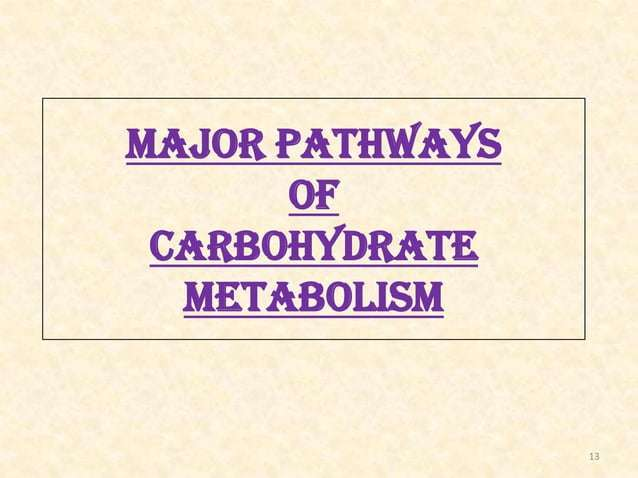 MAJOR PATHWAYS
OF
CARBOHYDRATE
METABOLISM
13